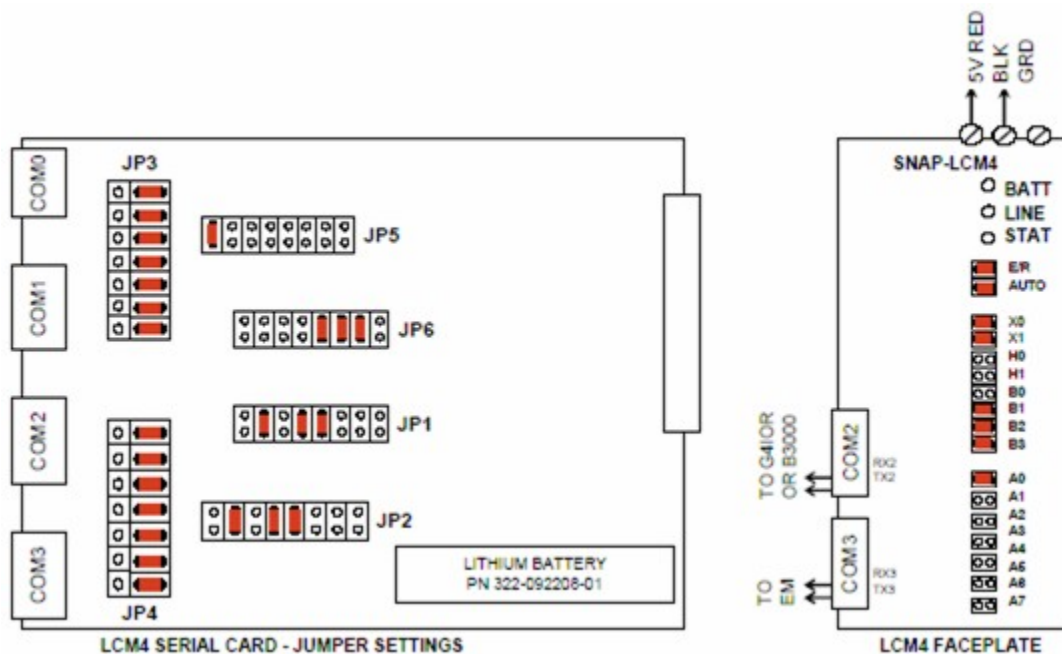 COM0
COM1
COM2
COM3
JP3
JP5
JP6
JP1
JP2
JP4
LITHIUM BATTERY
PN 322-092208-01
LCM4 SERIAL CARD - JUMPER SETTINGS
5V RED
BLK
GRD
SNAP-LCM4
BATT
LINE
STAT
E/R
AUTO
X0
X1
H0
H1
B0
B1
B2
B3
A0
A1
A2
A3
A4
A5
A6
A7
TO G4IOR
OR B3000
COM2
RX2
TX2
TO
EM
COM3
RX3
TX3
LCM4 FACEPLATE